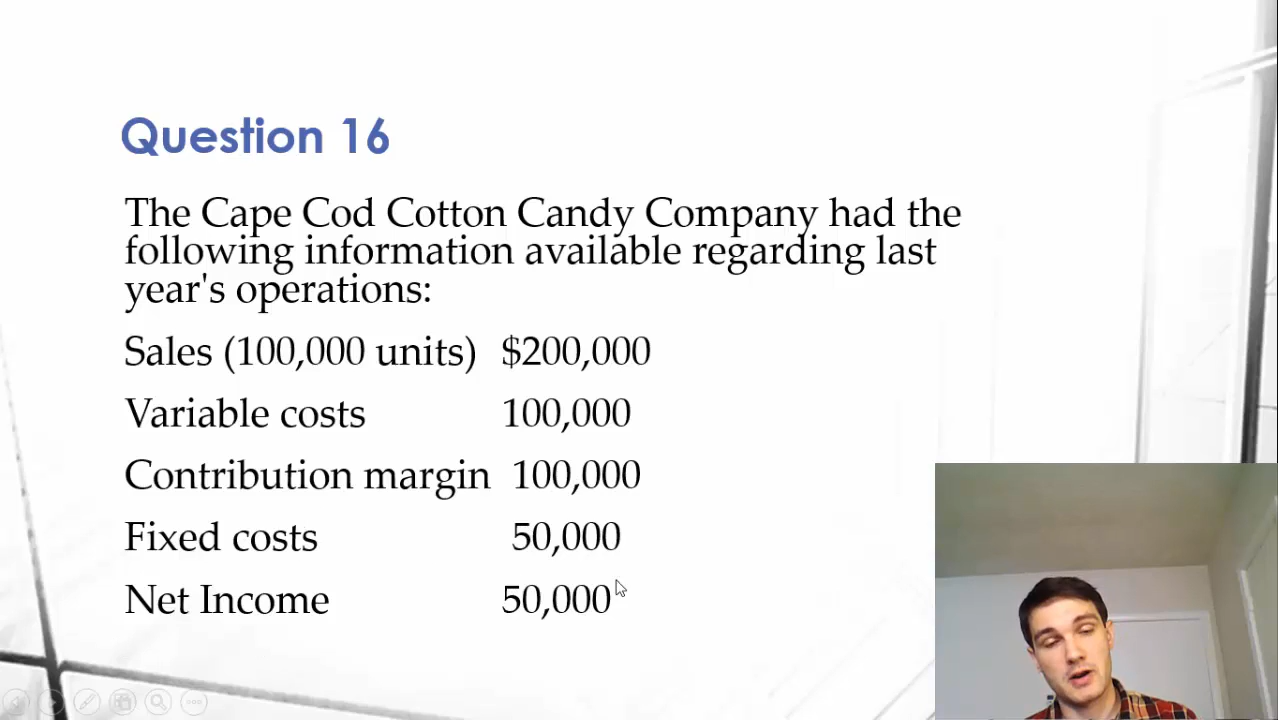 Question 16
The Cape Cod Cotton Candy Company had the
following information available regarding last
year's operations:
Sales (100,000 units) $200,000
Variable costs 100,000
Contribution margin 100,000
Fixed costs 50,000
Net Income 50,000